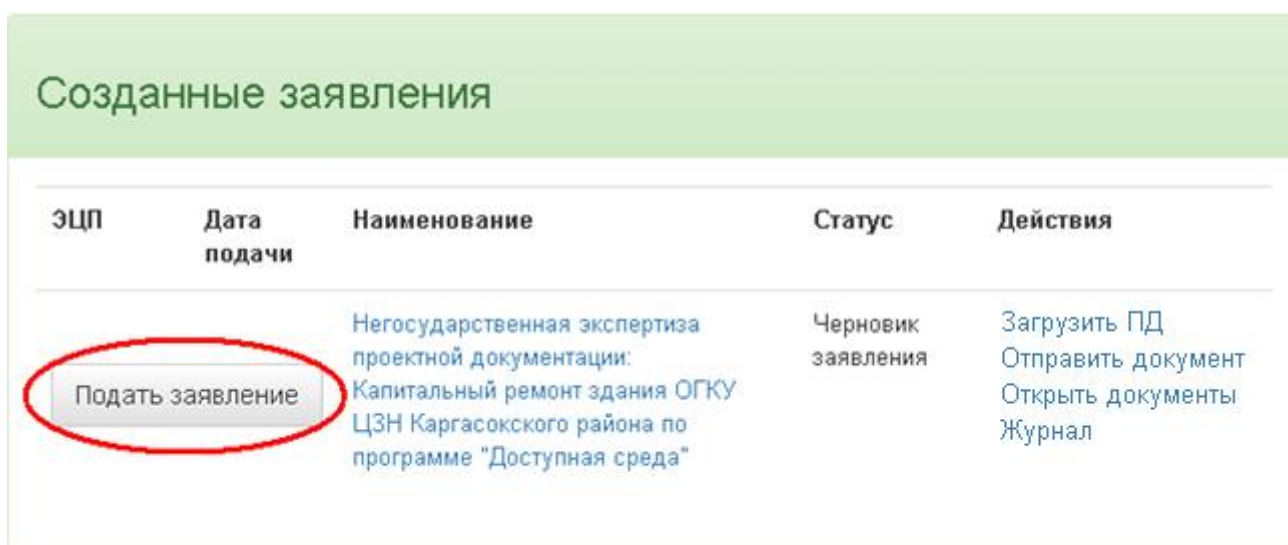 Созданные заявления
ЭЦП Дата подачи Наименование Статус Действия
Подать заявление
Негосударственная экспертиза
проектной документации:
Капитальный ремонт здания ОГКУ
ЦЗН Каргасокского района по
программе "Доступная среда"
Черновик
заявления
Загрузить ПД
Отправить документ
Открыть документы
Журнал